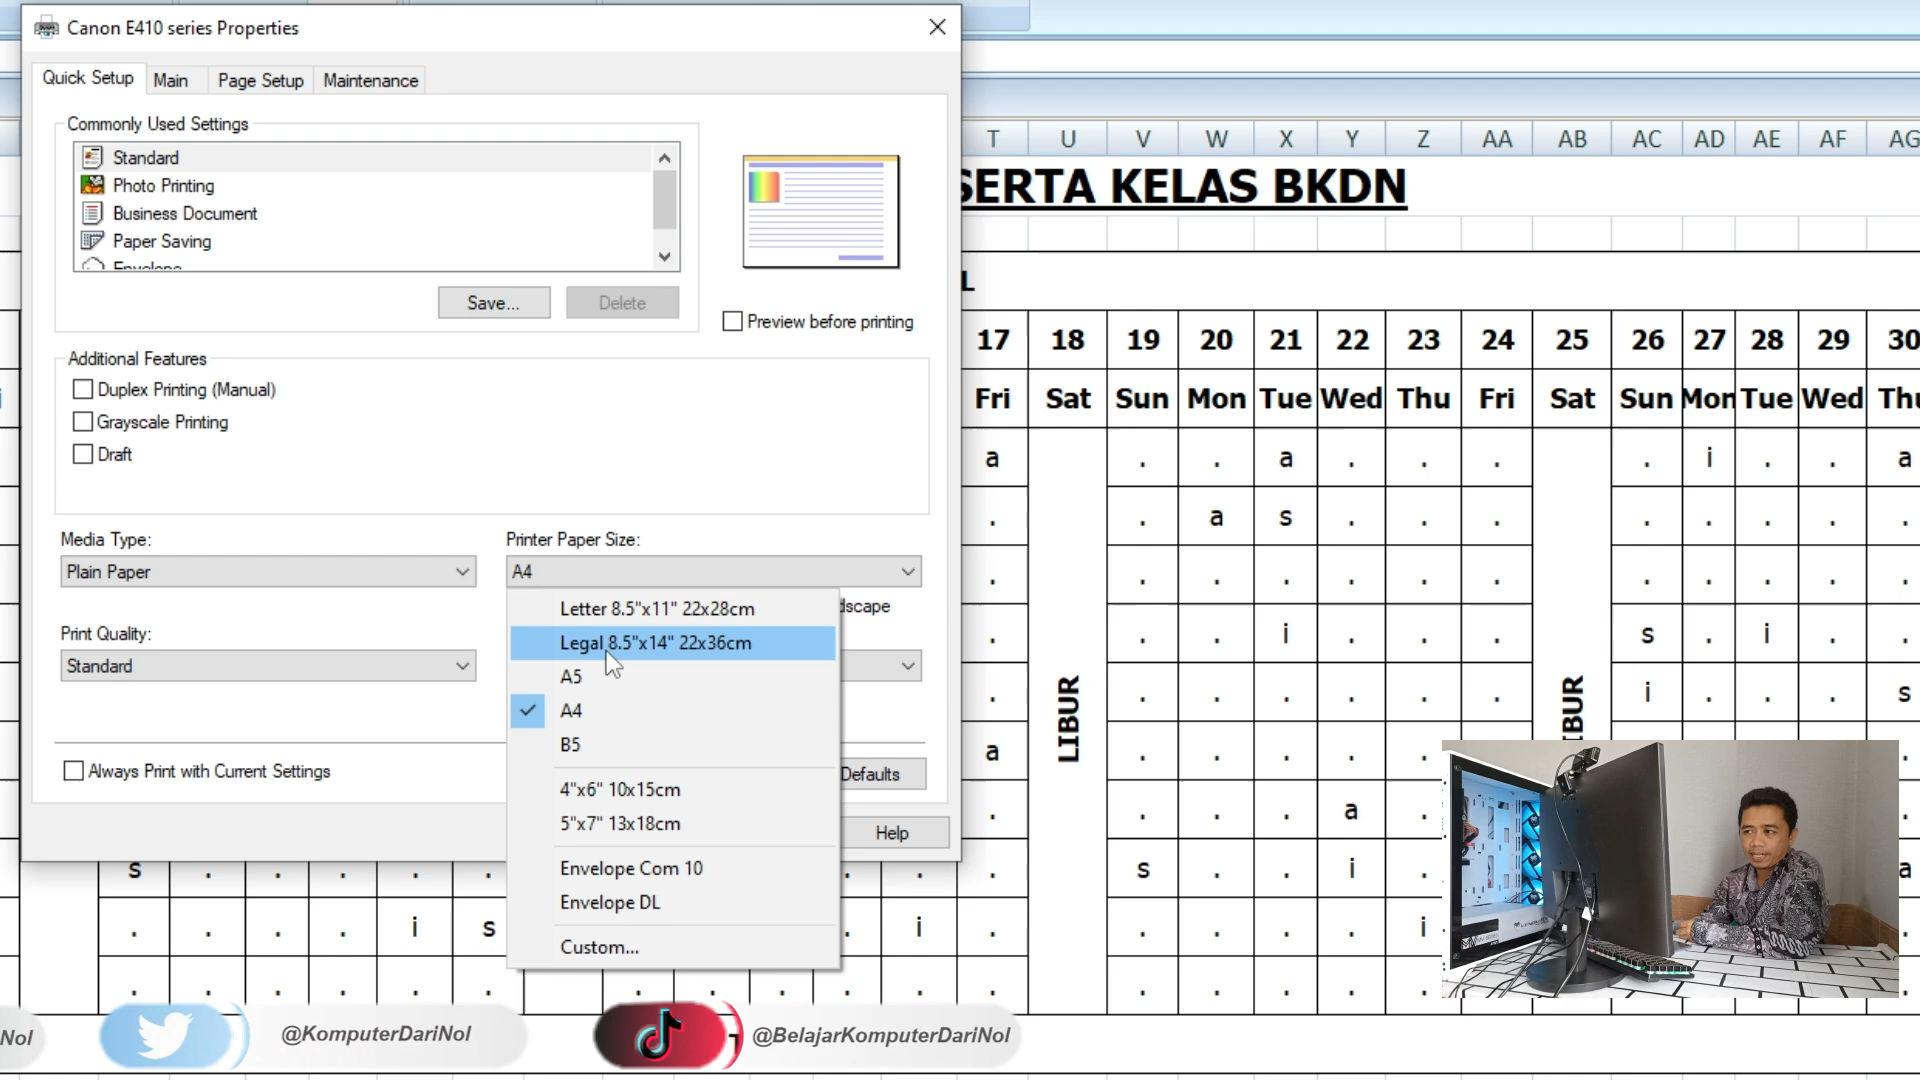 Canon E410 series Properties
Quick Setup
Main
Page Setup
Maintenance
Commonly Used Settings
Standard
Photo Printing
Business Document
Paper Saving
Envelope
Save...
Delete
Preview before printing
Additional Features
Duplex Printing (Manual)
Grayscale Printing
Draft
Media Type:
Plain Paper
Print Quality:
Standard
Always Print with Current Settings
Printer Paper Size:
A4
Letter 8.5"x11" 22x28cm
Legal 8.5"x14" 22x36cm
A5
A4
B5
4"x6" 10x15cm
5"x7" 13x18cm
Envelope Com 10
Envelope DL
Custom...
dscape
Defaults
Help
T U V W X Y Z AA AB AC AD AE AF AG
SERTA KELAS BKDN
L
17 18 19 20 21 22 23 24 25 26 27 28 29 30
Fri Sat Sun Mon Tue Wed Thu Fri Sat Sun Mon Tue Wed Thu
a . . a . . . . i . . a
. . a s . . . . . . . .
. . . . . . . . . . . .
. . . i . . . s . i . .
. . . . . . . i . . . s
a . . . . . . .
LIBUR
IBUR
. . . . a .
s . . . . . . . s . i . a
. . . . i s . i . . . . . i
. . . . . . . . . . . . . . . . .
Nol
@KomputerDariNol
@BelajarKomputerDariNol